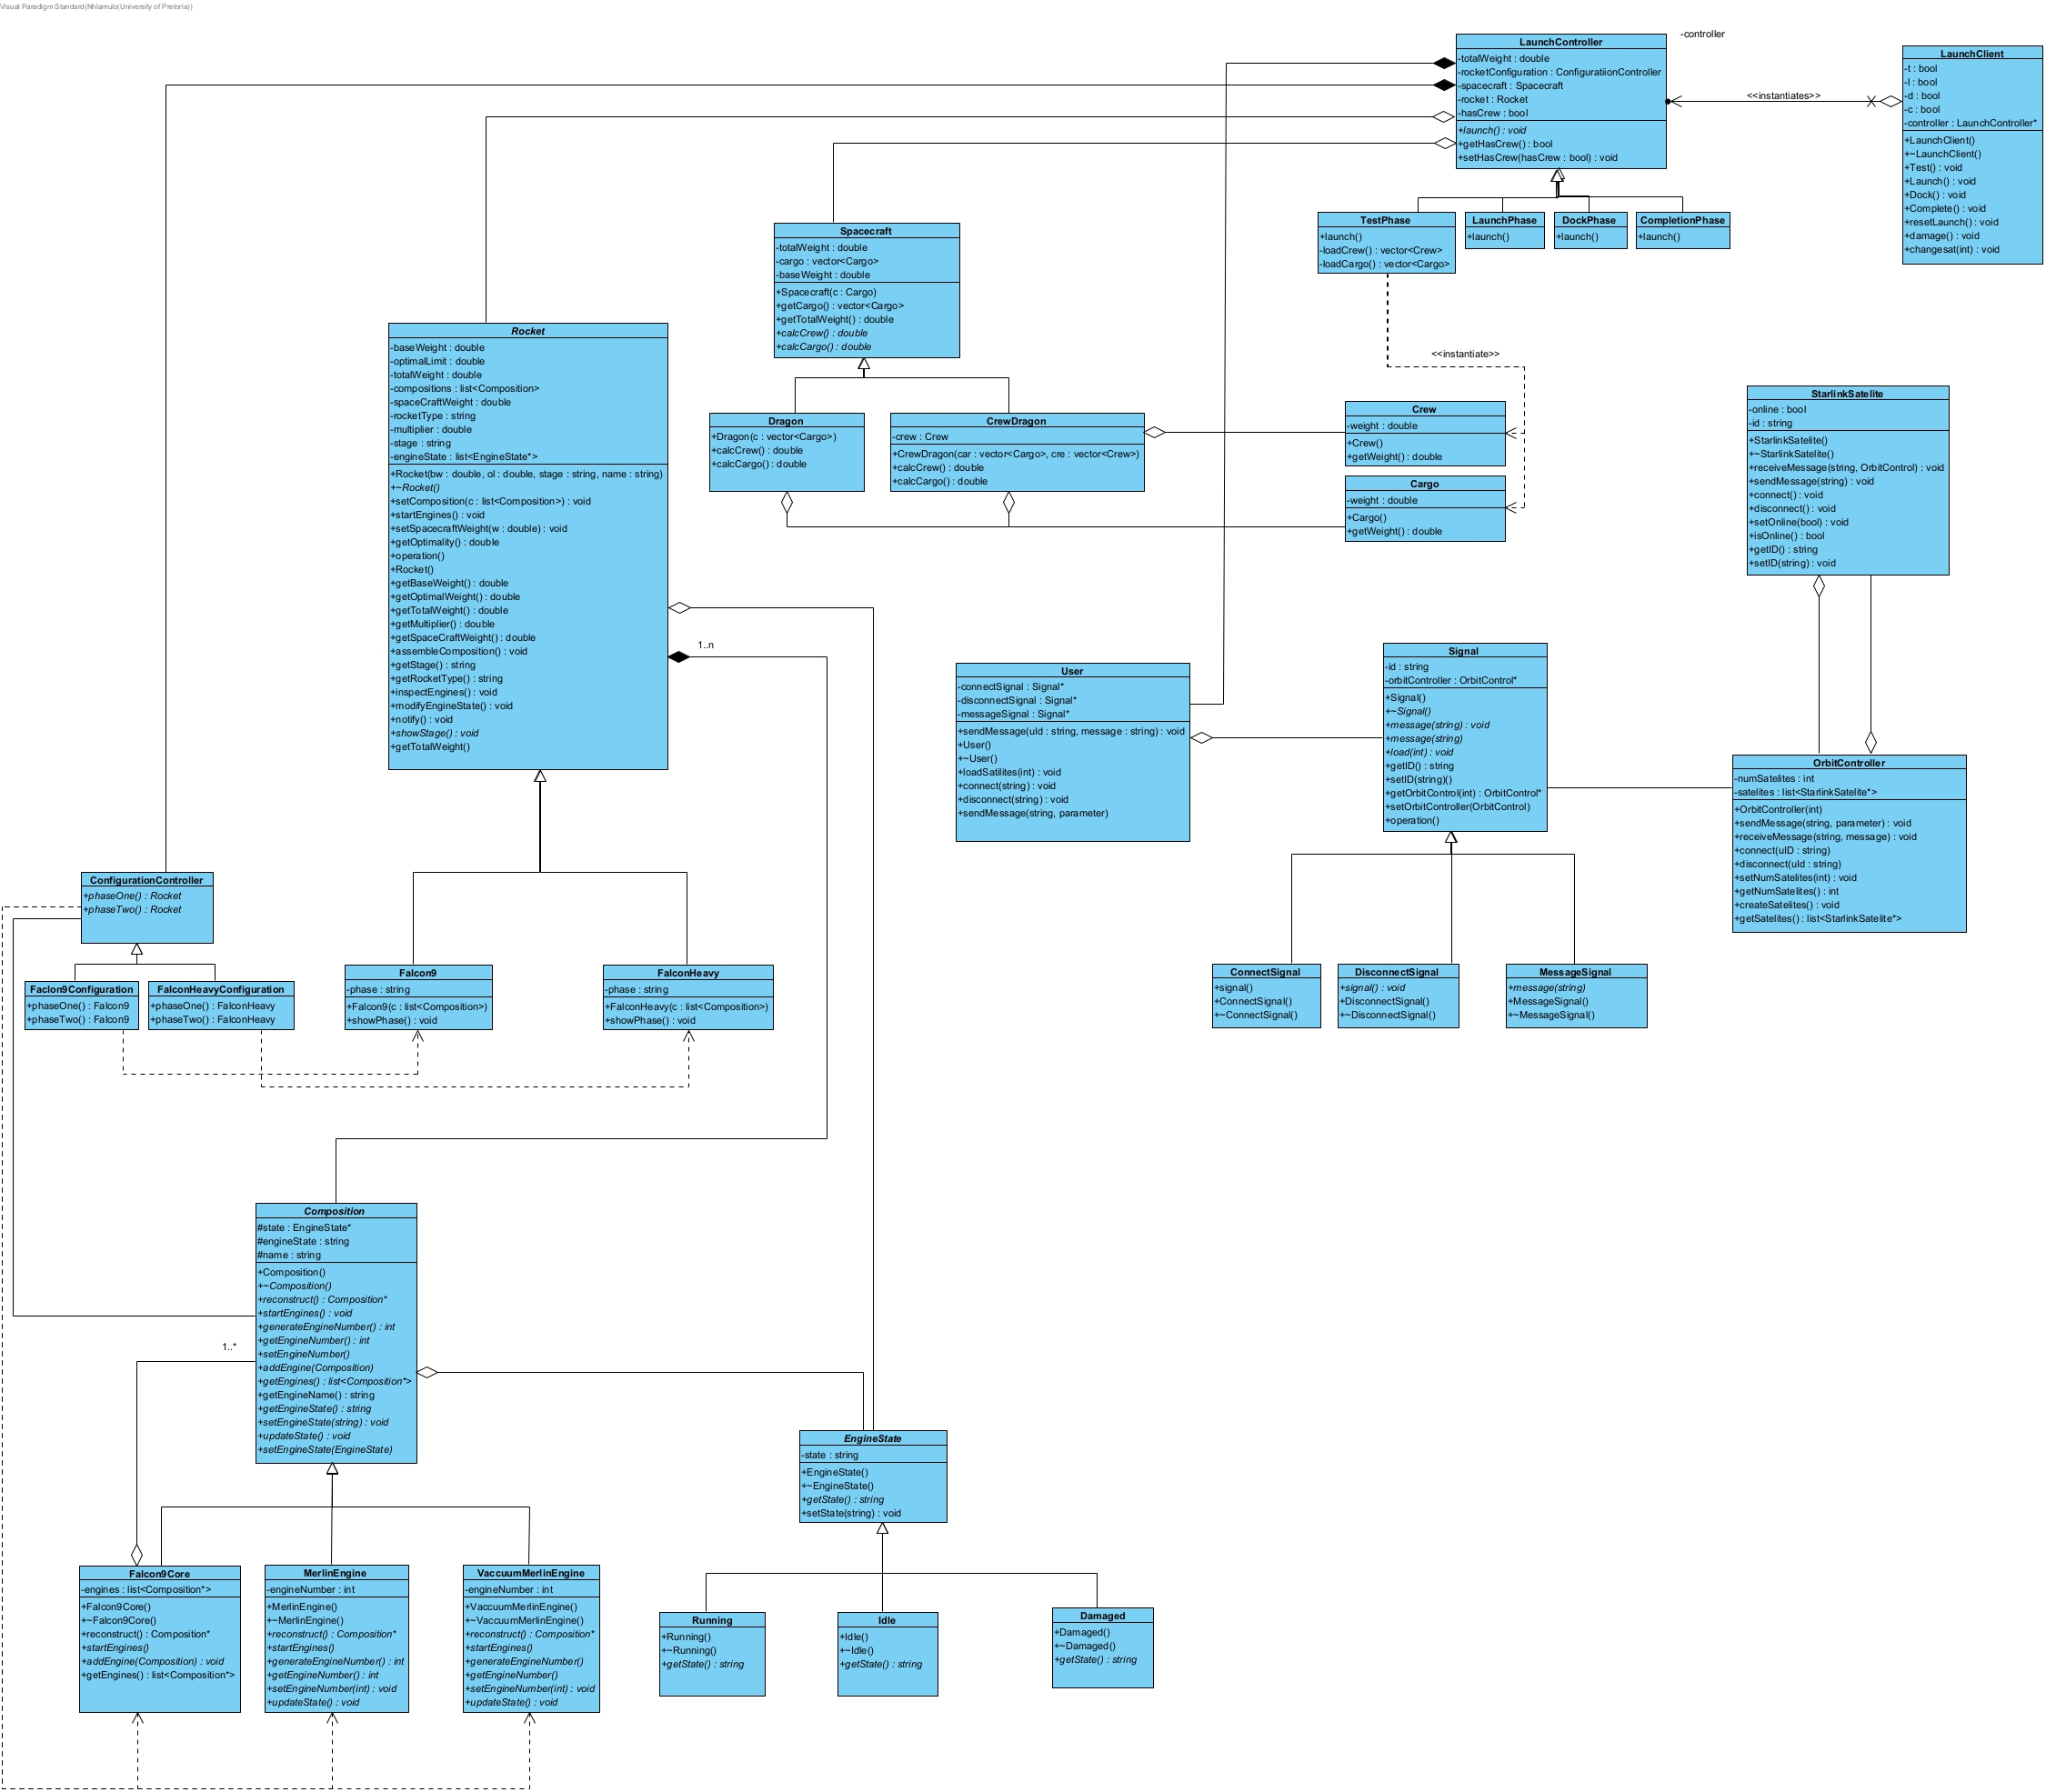 Visual Paradigm Standard(Nhlamulo(University of Pretoria))
-controller
LaunchController
-totalWeight : double
-rocketConfiguration : ConfiguratiionController
-spacecraft : Spacecraft
-rocket : Rocket
-hasCrew : bool
+launch() : void
+getHasCrew() : bool
+setHasCrew(hasCrew : bool) : void
<<instantiates>>
LaunchClient
-t : bool
-l : bool
-d : bool
-c : bool
-controller : LaunchController*
+LaunchClient()
+~LaunchClient()
+Test() : void
+Launch() : void
+Dock() : void
+Complete() : void
+resetLaunch() : void
+damage() : void
+changesat(int) : void
TestPhase
+launch()
-loadCrew() : vector<Crew>
-loadCargo() : vector<Cargo>
LaunchPhase
+launch()
DockPhase
+launch()
CompletionPhase
+launch()
Spacecraft
-totalWeight : double
-cargo : vector<Cargo>
-baseWeight : double
+Spacecraft(c : Cargo)
+getCargo() : vector<Cargo>
+getTotalWeight() : double
+calcCrew() : double
+calcCargo() : double
Rocket
-baseWeight : double
-optimalLimit : double
-totalWeight : double
-compositions : list<Composition>
-spaceCraftWeight : double
-rocketType : string
-multiplier : double
-stage : string
-engineState : list<EngineState*>
+Rocket(bw : double, ol : double, stage : string, name : string)
+~Rocket()
+setComposition(c : list<Composition>) : void
+startEngines() : void
+setSpacecraftWeight(w : double) : void
+getOptimality() : double
+operation()
+Rocket()
+getBaseWeight() : double
+getOptimalWeight() : double
+getTotalWeight() : double
+getMultiplier() : double
+getSpaceCraftWeight() : double
+assembleComposition() : void
+getStage() : string
+getRocketType() : string
+inspectEngines() : void
+modifyEngineState() : void
+notify() : void
+showStage() : void
+getTotalWeight()
<<instantiate>>
Dragon
+Dragon(c : vector<Cargo>)
+calcCrew() : double
+calcCargo() : double
CrewDragon
-crew : Crew
+CrewDragon(car : vector<Cargo>, cre : vector<Crew>)
+calcCrew() : double
+calcCargo() : double
Crew
-weight : double
+Crew()
+getWeight() : double
Cargo
-weight : double
+Cargo()
+getWeight() : double
StarlinkSatelite
-online : bool
-id : string
+StarlinkSatelite()
+~StarlinkSatelite()
+receiveMessage(string, OrbitControl) : void
+sendMessage(string) : void
+connect() : void
+disconnect() : void
+setOnline(bool) : void
+isOnline() : bool
+getID() : string
+setID(string) : void
1..n
User
-connectSignal : Signal*
-disconnectSignal : Signal*
-messageSignal : Signal*
+sendMessage(uId : string, message : string) : void
+User()
+~User()
+loadSatilites(int) : void
+connect(string) : void
+disconnect(string) : void
+sendMessage(string, parameter)
Signal
-id : string
-orbitController : OrbitControl*
+Signal()
+~Signal()
+message(string) : void
+message(string)
+load(int) : void
+getID() : string
+setID(string)()
+getOrbitControl(int) : OrbitControl*
+setOrbitController(OrbitControl)
+operation()
OrbitController
-numSatelites : int
-satelites : list<StarlinkSatelite*>
+OrbitController(int)
+sendMessage(string, parameter) : void
+receiveMessage(string, message) : void
+connect(uID : string)
+disconnect(uId : string)
+setNumSatelites(int) : void
+getNumSatelites() : int
+createSatelites() : void
+getSatelites() : list<StarlinkSatelite*>
ConfigurationController
+phaseOne() : Rocket
+phaseTwo() : Rocket
Faclon9Configuration
+phaseOne() : Falcon9
+phaseTwo() : Falcon9
FalconHeavyConfiguration
+phaseOne() : FalconHeavy
+phaseTwo() : FalconHeavy
Falcon9
-phase : string
+Falcon9(c : list<Composition>)
+showPhase() : void
FalconHeavy
-phase : string
+FalconHeavy(c : list<Composition>)
+showPhase() : void
ConnectSignal
+signal()
+ConnectSignal()
+~ConnectSignal()
DisconnectSignal
+signal() : void
+DisconnectSignal()
+~DisconnectSignal()
MessageSignal
+message(string)
+MessageSignal()
+~MessageSignal()
Composition
#state : EngineState*
#engineState : string
#name : string
+Composition()
+~Composition()
+reconstruct() : Composition*
+startEngines() : void
+generateEngineNumber() : int
+getEngineNumber() : int
+setEngineNumber()
+addEngine(Composition)
+getEngines() : list<Composition*>
+getEngineName() : string
+getEngineState() : string
+setEngineState(string) : void
+updateState() : void
+setEngineState(EngineState)
1..*
EngineState
-state : string
+EngineState()
+~EngineState()
+getState() : string
+setState(string) : void
Falcon9Core
-engines : list<Composition*>
+Falcon9Core()
+~Falcon9Core()
+reconstruct() : Composition*
+startEngines()
+addEngine(Composition) : void
+getEngines() : list<Composition*>
MerlinEngine
-engineNumber : int
+MerlinEngine()
+~MerlinEngine()
+reconstruct() : Composition*
+startEngines()
+generateEngineNumber() : int
+getEngineNumber() : int
+setEngineNumber(int) : void
+updateState() : void
VaccuumMerlinEngine
-engineNumber : int
+VaccuumMerlinEngine()
+~VaccuumMerlinEngine()
+reconstruct() : Composition*
+startEngines()
+generateEngineNumber()
+getEngineNumber()
+setEngineNumber(int) : void
+updateState() : void
Running
+Running()
+~Running()
+getState() : string
Idle
+Idle()
+~Idle()
+getState() : string
Damaged
+Damaged()
+~Damaged()
+getState() : string